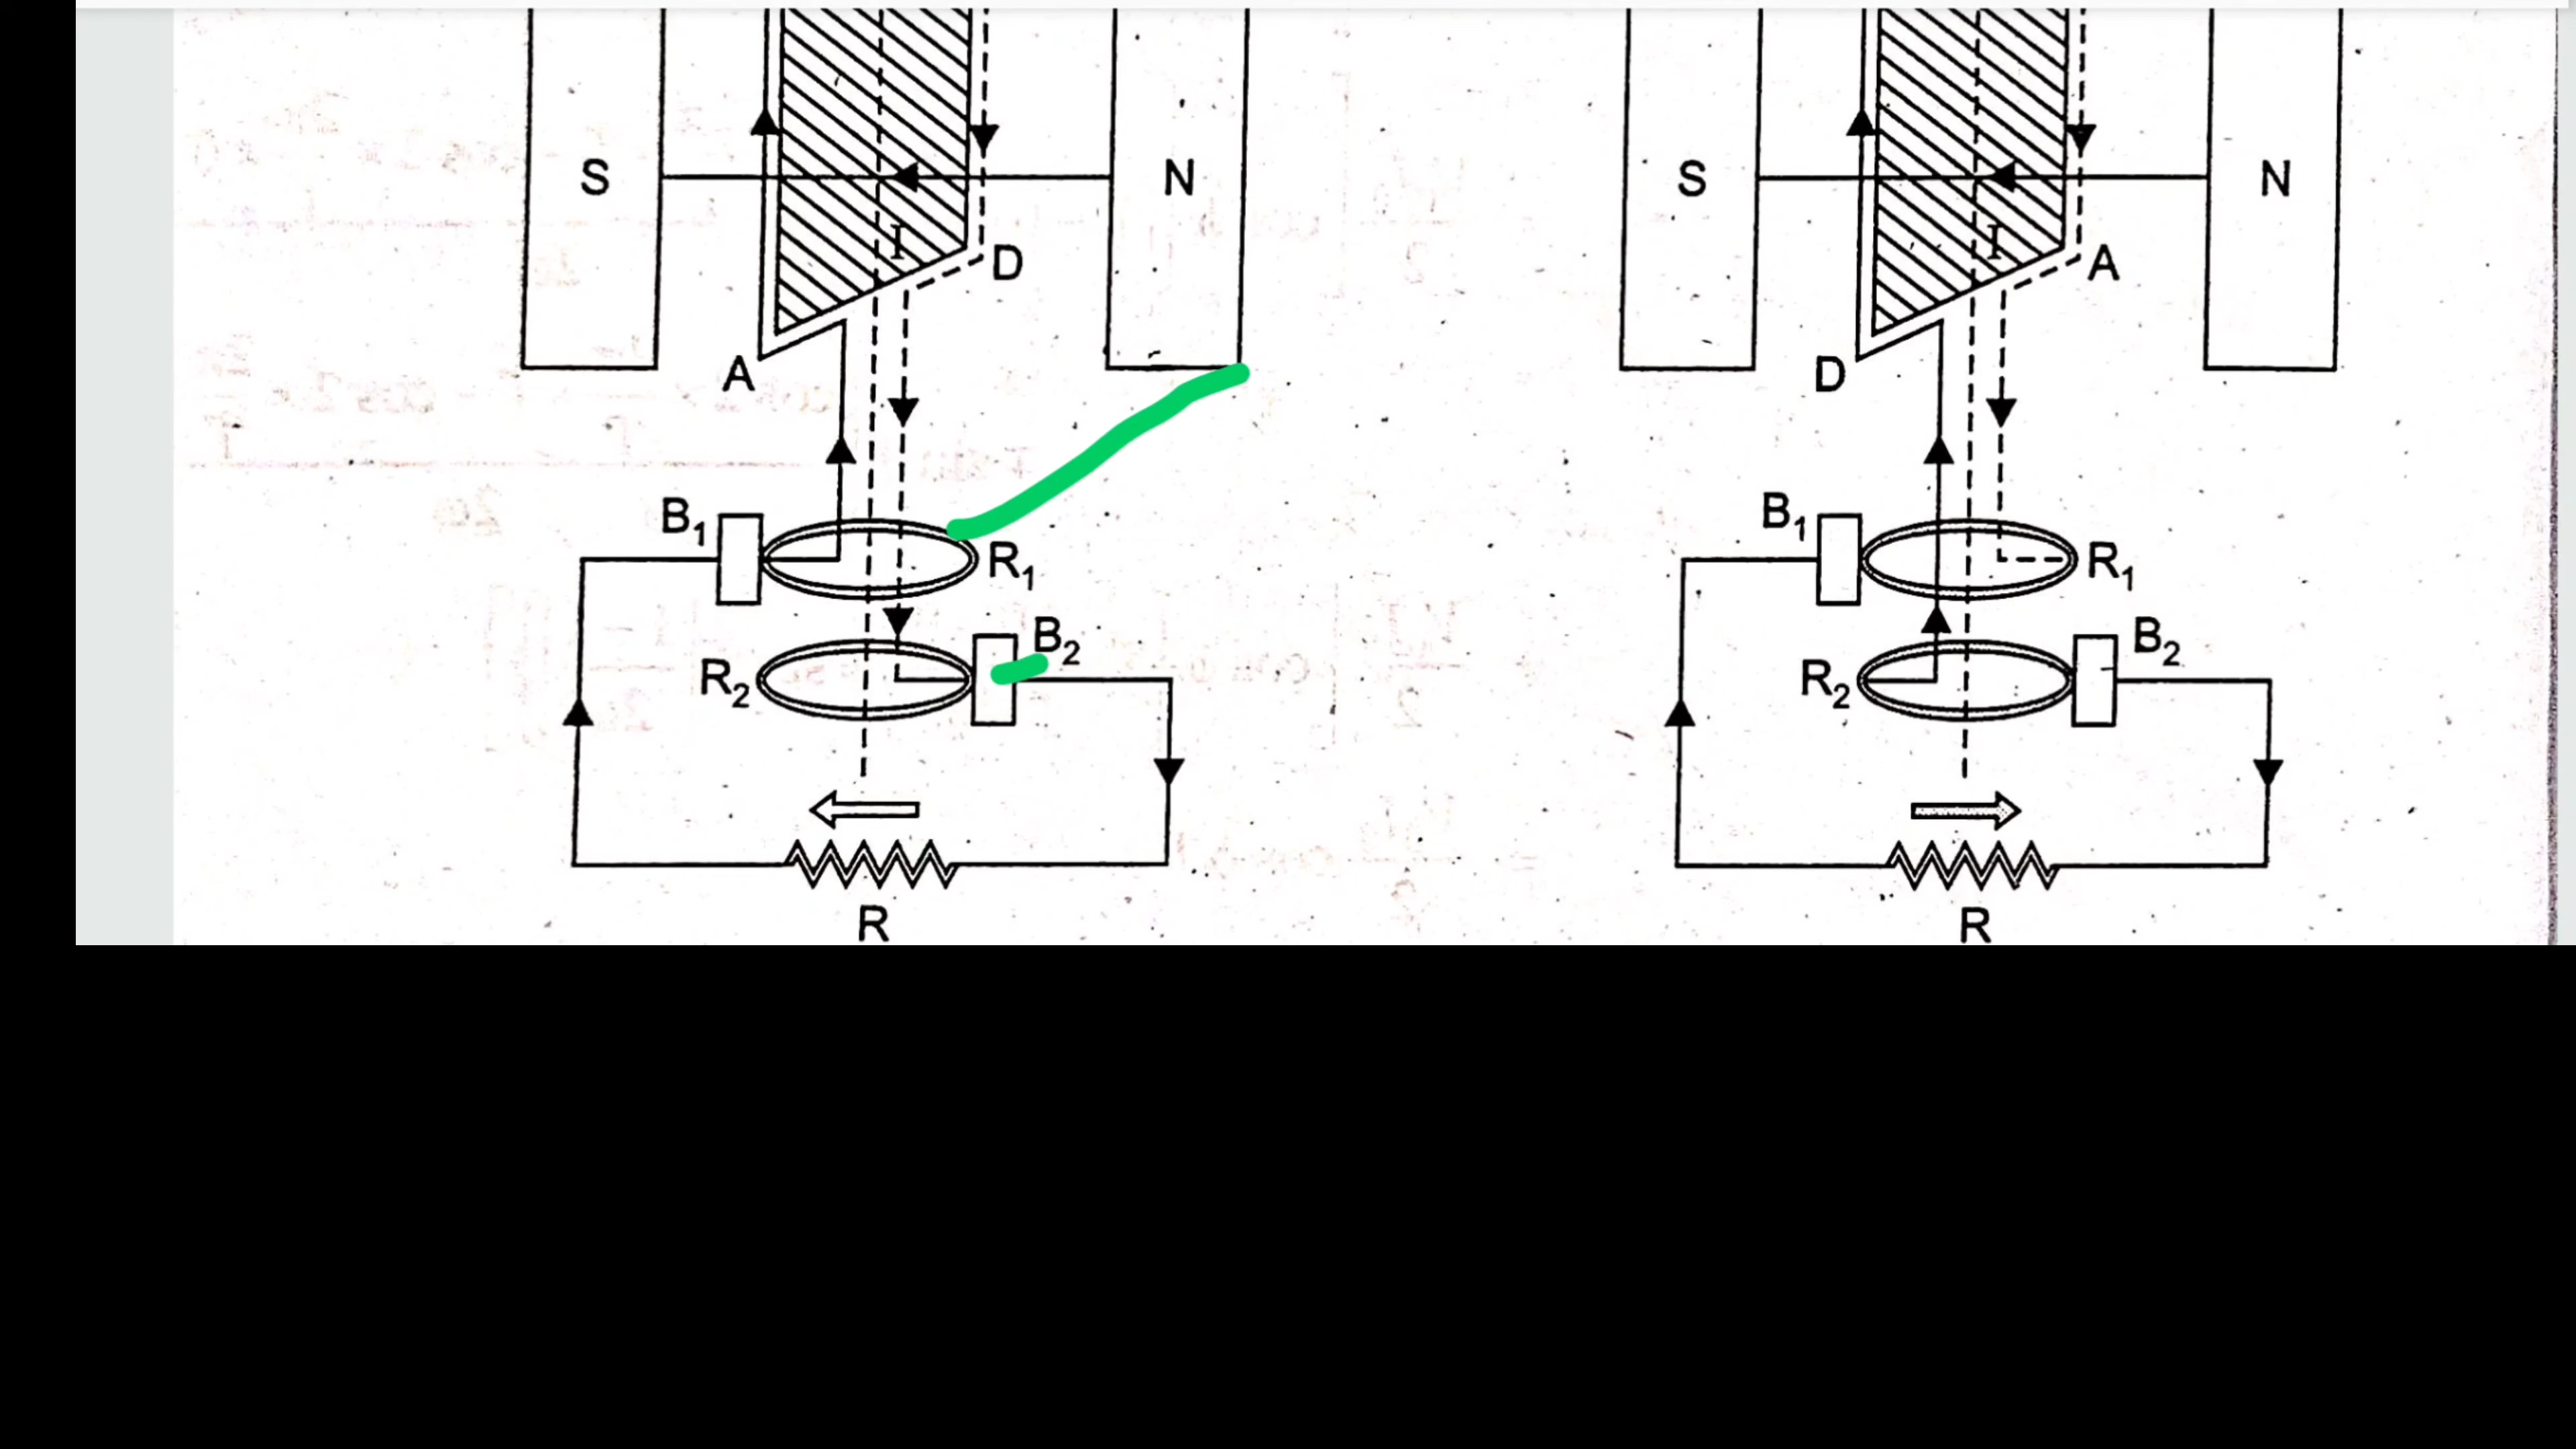 S N S N
I I
D A
A D
B1 B1
R1 R1
B2 B2
R2 R2
R R